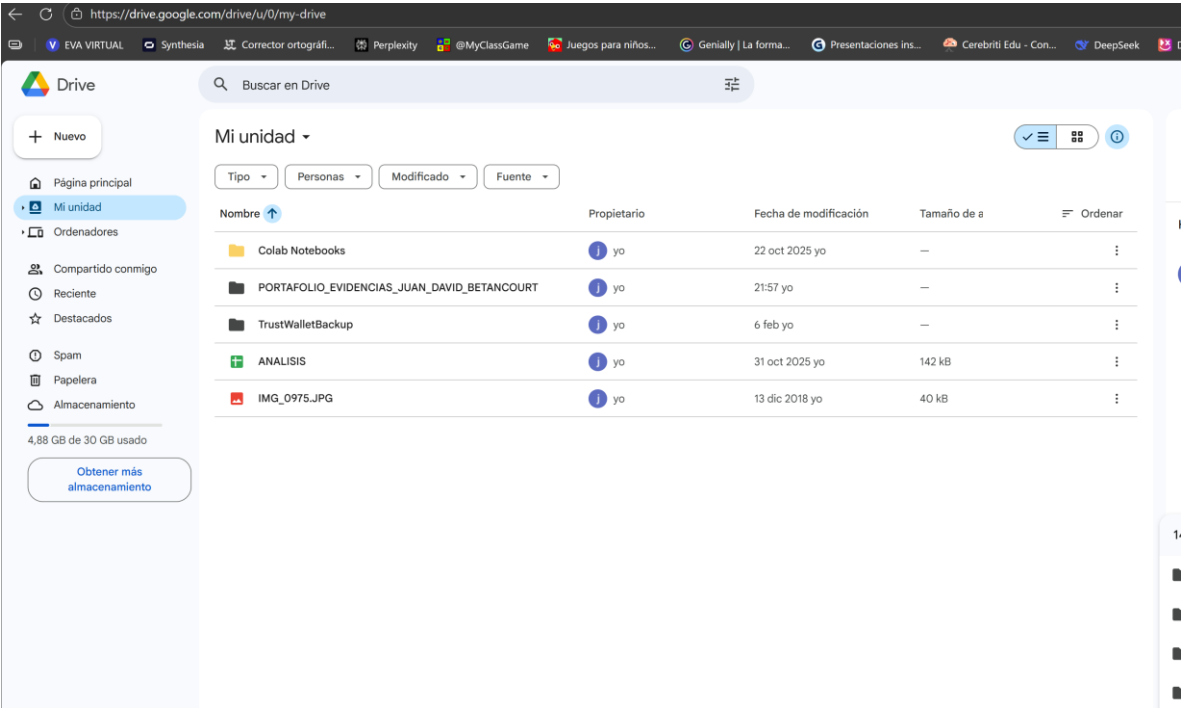 https://drive.google.com/drive/u/0/my-drive
EVA VIRTUAL Synthesia Corrector ortográfi... Perplexity @MyClassGame Juegos para niños... Genially | La forma... Presentaciones ins... Cerebriti Edu - Con... DeepSeek
Drive
Buscar en Drive
Nuevo
Mi unidad
Tipo Personas Modificado Fuente
Página principal
Mi unidad
Ordenadores
Compartido conmigo
Reciente
Destacados
Spam
Papelera
Almacenamiento
4,88 GB de 30 GB usado
Obtener más
almacenamiento
Nombre Propietario Fecha de modificación Tamaño de a Ordenar
Colab Notebooks j yo 22 oct 2025 yo —
PORTAFOLIO_EVIDENCIAS_JUAN_DAVID_BETANCOURT j yo 21:57 yo —
TrustWalletBackup j yo 6 feb yo —
ANALISIS j yo 31 oct 2025 yo 142 kB
IMG_0975.JPG j yo 13 dic 2018 yo 40 kB